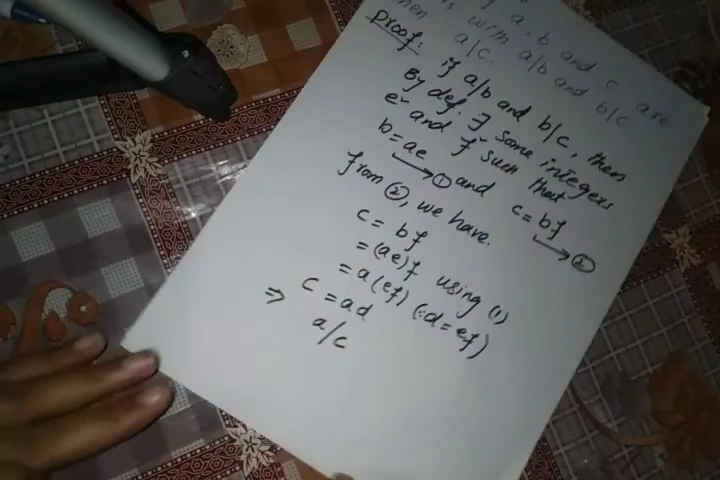 a, b and c are
s with a/b and b/c
then a/c.
Proof: if a/b and b/c, then
By def. ∃ some integers
e and f such that
b = ae → ① and c = bf → ②
from ②, we have.
c = bf
= (ae)f using (1)
= a(ef) (∵d = ef)
⇒ c = ad
a/c